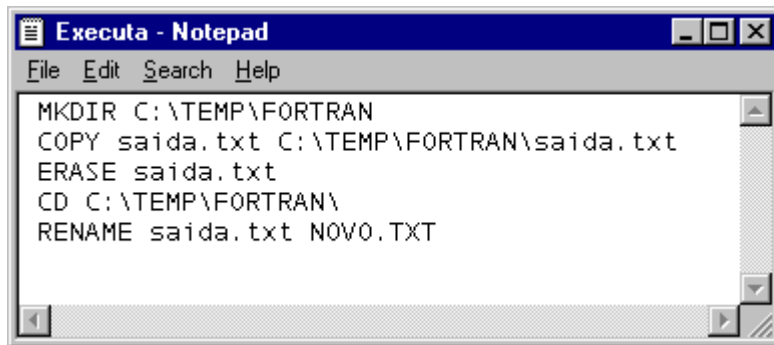 Executa - Notepad
File Edit Search Help
MKDIR C:\TEMP\FORTRAN
COPY saida.txt C:\TEMP\FORTRAN\saida.txt
ERASE saida.txt
CD C:\TEMP\FORTRAN\
RENAME saida.txt NOVO.TXT